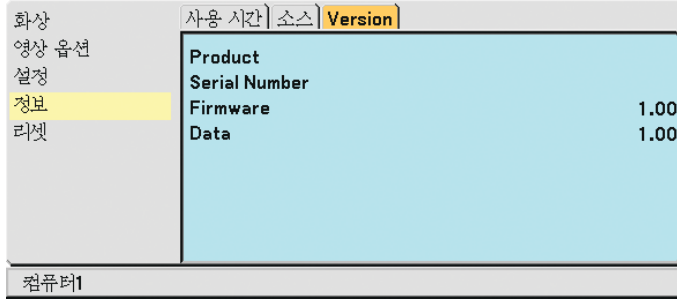 화상
영상 옵션
설정
정보
리셋
사용 시간 소스 Version
Product
Serial Number
Firmware 1.00
Data 1.00
컴퓨터1